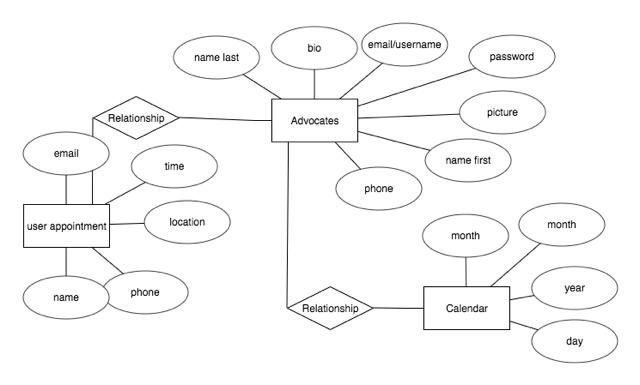 name last
bio
email/username
password
Relationship
Advocates
picture
email
time
name first
phone
user appointment
location
month
month
name
phone
Relationship
Calendar
year
day